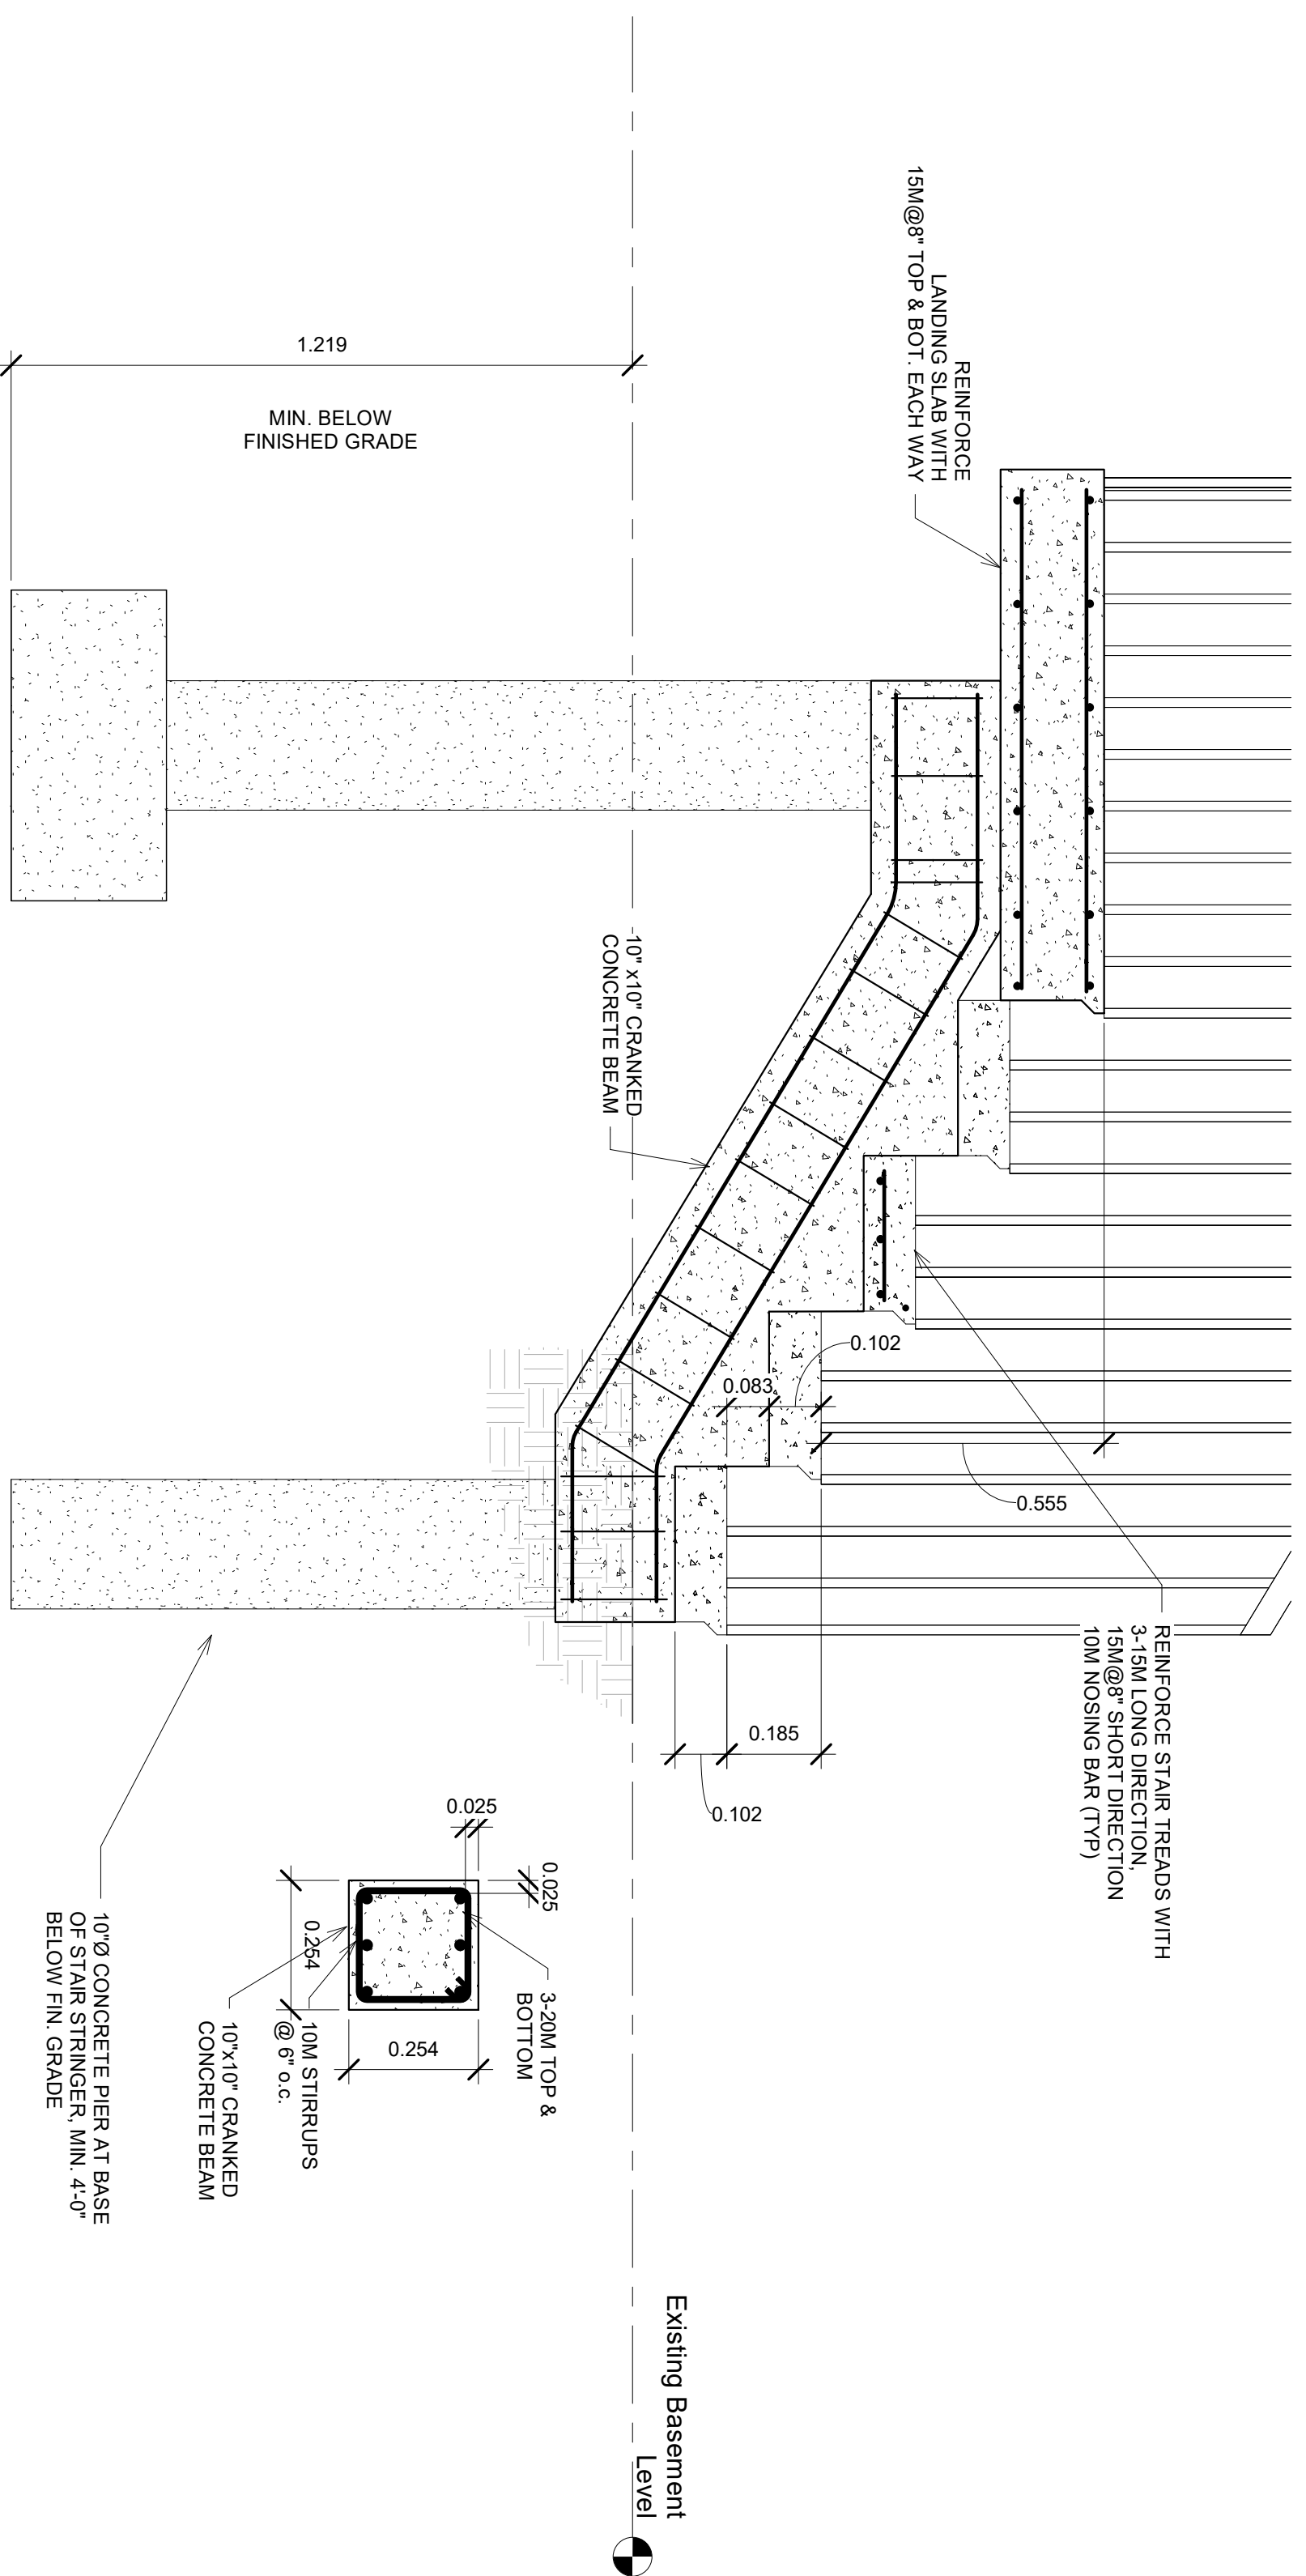 REINFORCE
LANDING SLAB WITH
15M@8" TOP & BOT. EACH WAY
1.219
MIN. BELOW
FINISHED GRADE
10" x10" CRANKED
CONCRETE BEAM
0.102
0.083
0.555
REINFORCE STAIR TREADS WITH
3-15M LONG DIRECTION,
15M@8" SHORT DIRECTION
10M NOSING BAR (TYP)
0.185
0.102
0.025
0.025
0.254
0.254
3-20M TOP &
BOTTOM
10M STIRRUPS
@ 6" o.c.
10"x10" CRANKED
CONCRETE BEAM
10"Ø CONCRETE PIER AT BASE
OF STAIR STRINGER, MIN. 4'-0"
BELOW FIN. GRADE
Existing Basement
Level